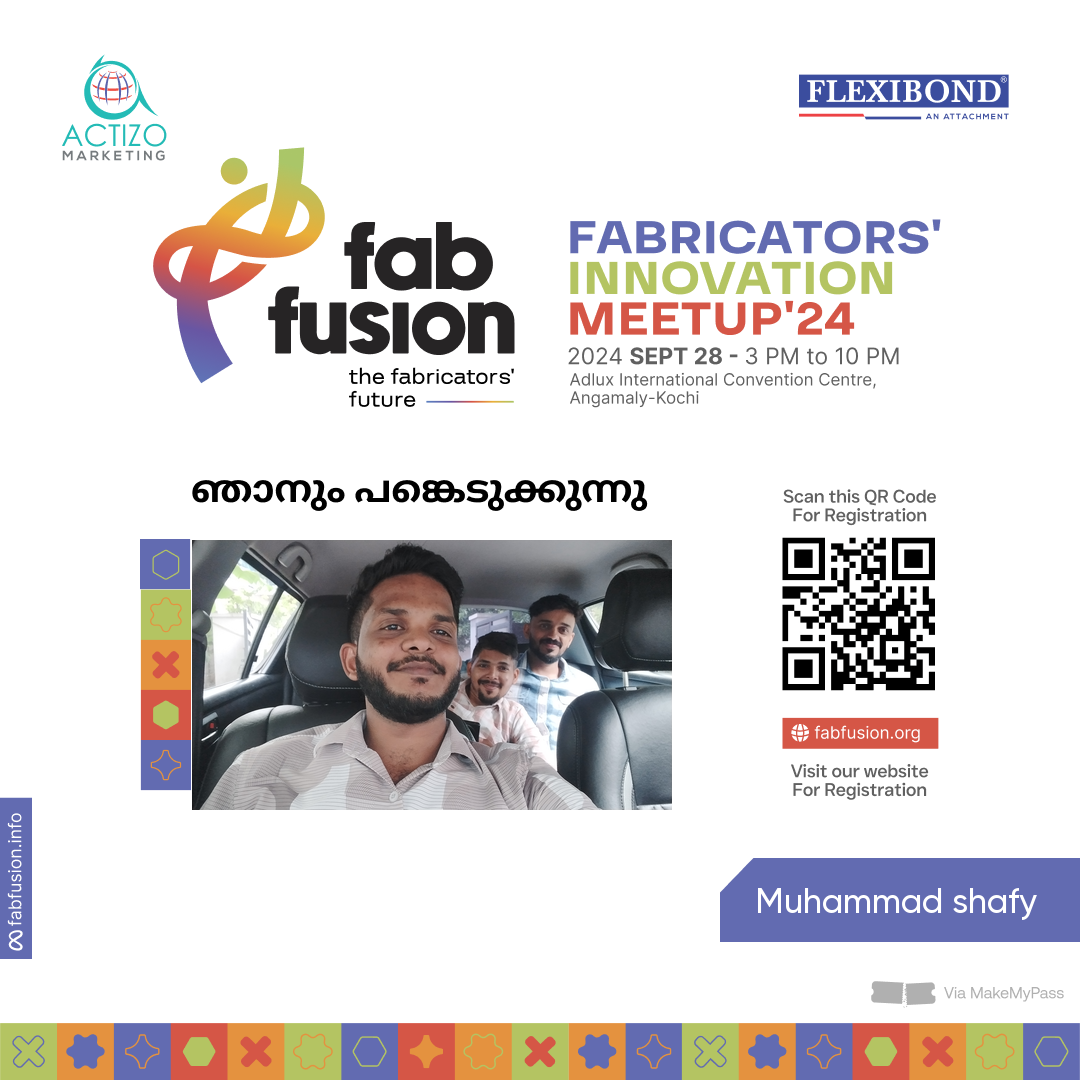 ACTIZO
MARKETING
FLEXIBOND®
AN ATTACHMENT
fab
fusion
the fabricators'
future
FABRICATORS'
INNOVATION
MEETUP'24
2024 SEPT 28 - 3 PM to 10 PM
Adlux International Convention Centre,
Angamaly-Kochi
ഞാനും പങ്കെടുക്കുന്നു
Scan this QR Code
For Registration
fabfusion.org
Visit our website
For Registration
fabfusion.info
Muhammad shafy
Via MakeMyPass